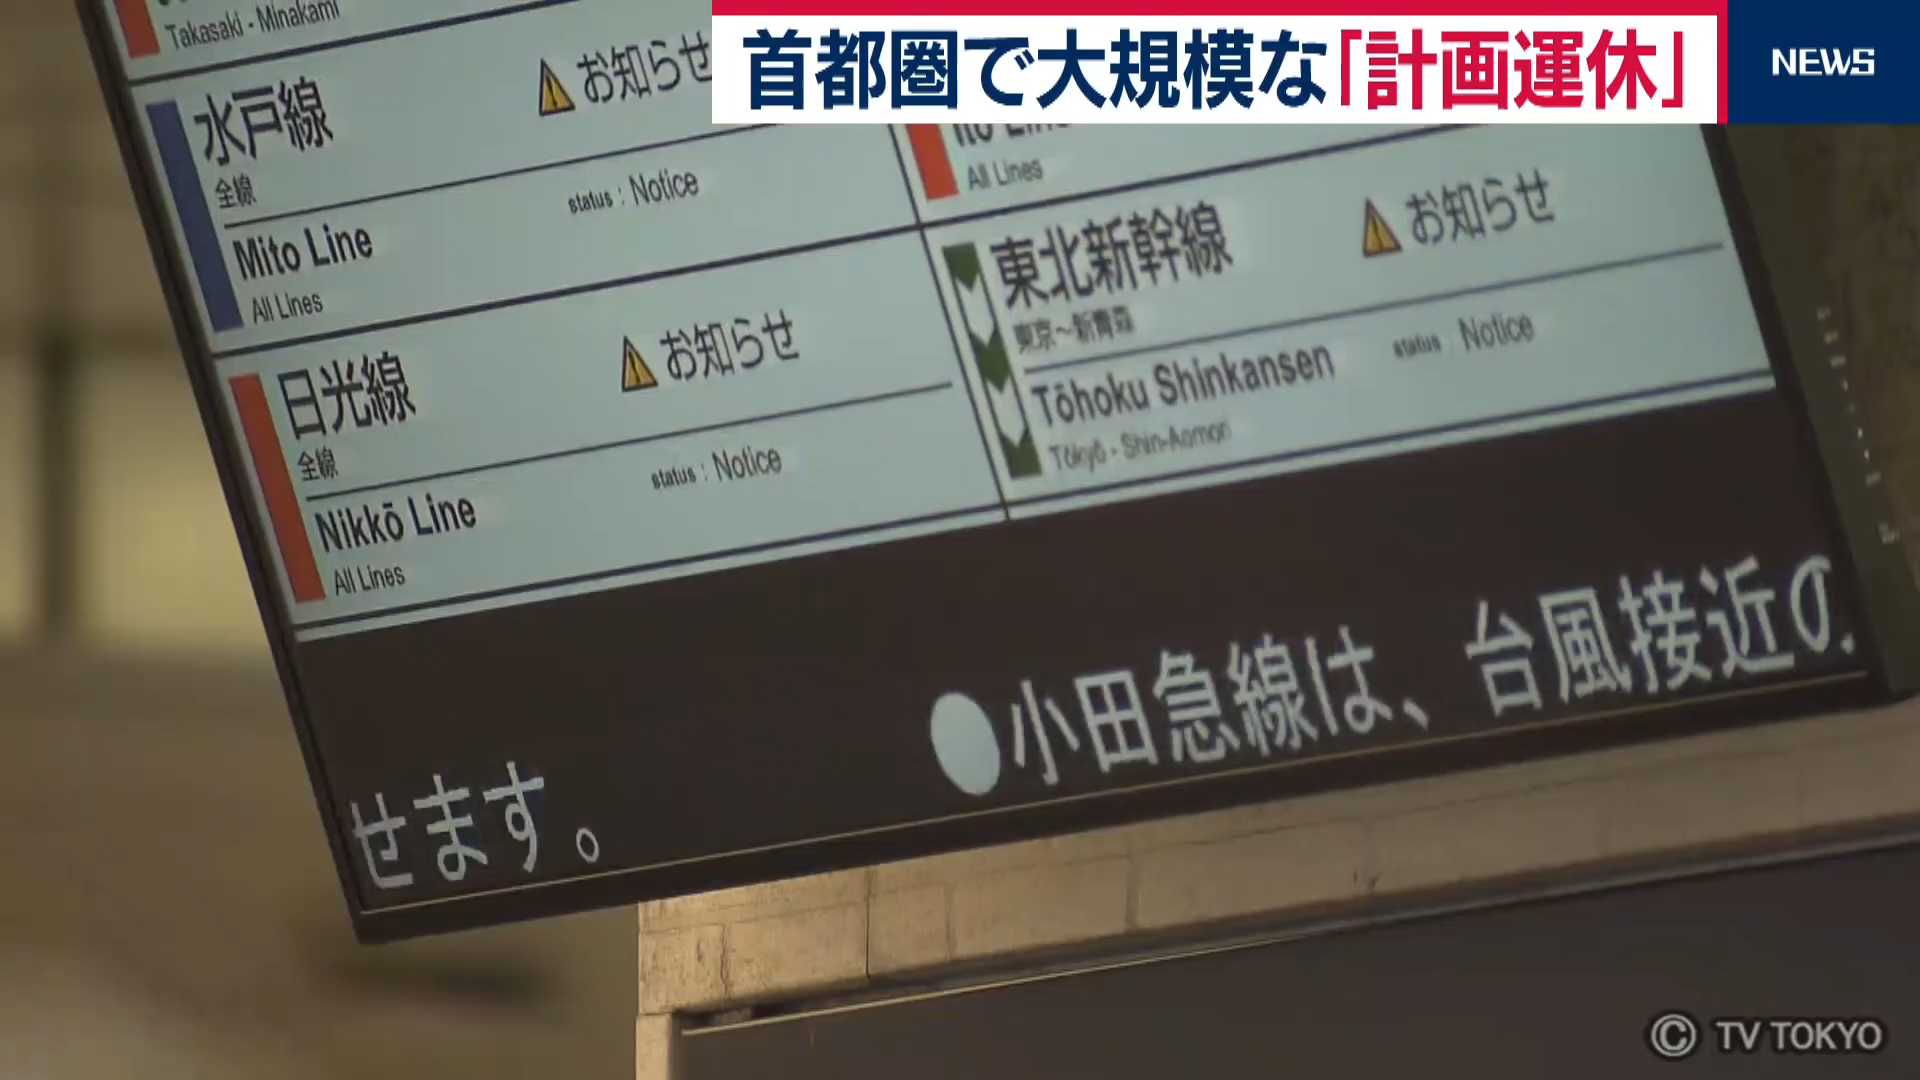 首都圏で大規模な「計画運休」
NEWS
Takasaki - Minakami
水戸線
お知らせ
全線
status : Notice
Mito Line
All Lines
日光線
お知らせ
全線
status : Notice
Nikkō Line
All Lines
Ito Line
All Lines
東北新幹線
お知らせ
東京～新青森
status : Notice
Tōhoku Shinkansen
Tōkyō - Shin-Aomori
せます。
●小田急線は、台風接近の
© TV TOKYO